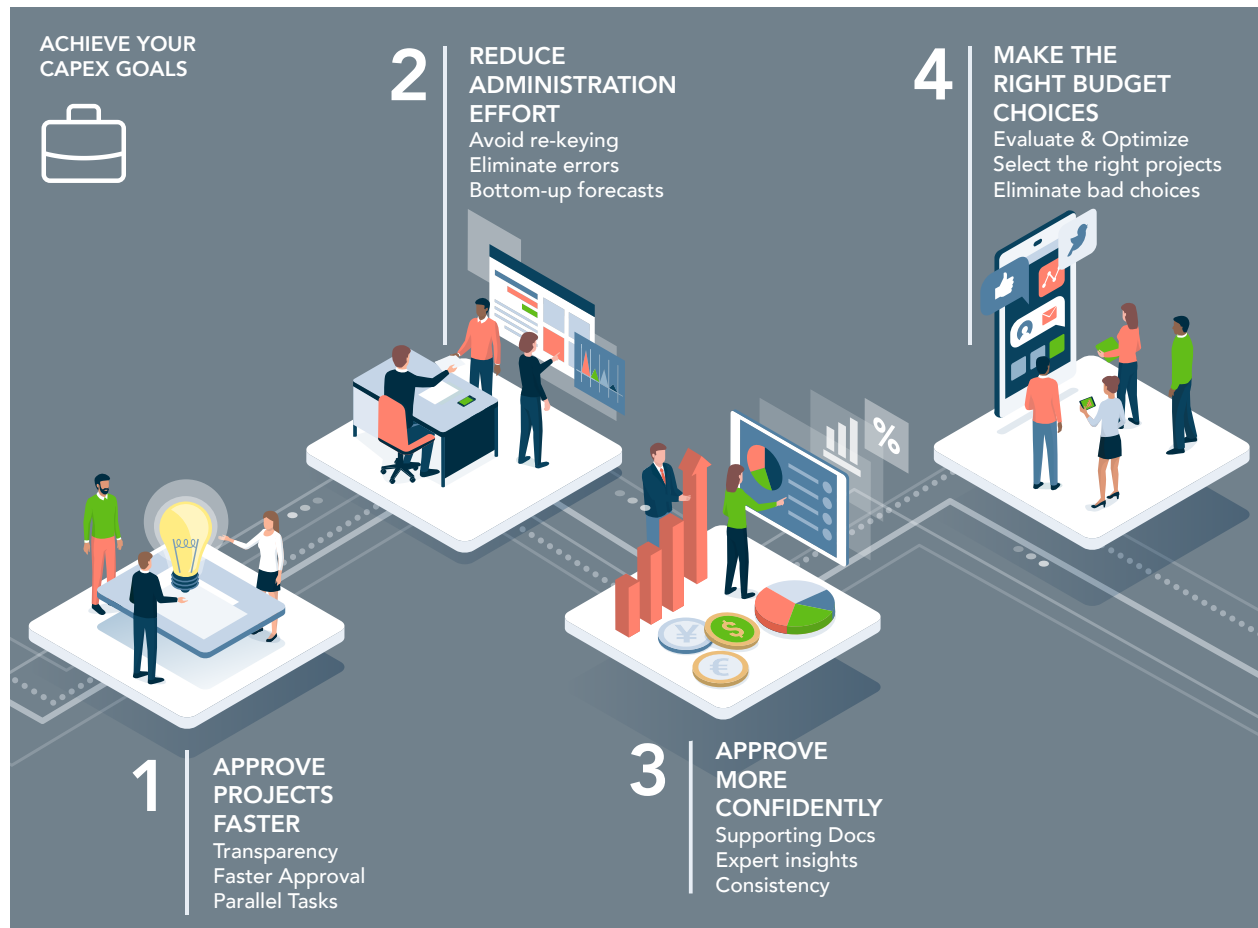 ACHIEVE YOUR
CAPEX GOALS
1
APPROVE
PROJECTS
FASTER
Transparency
Faster Approval
Parallel Tasks
2
REDUCE
ADMINISTRATION
EFFORT
Avoid re-keying
Eliminate errors
Bottom-up forecasts
3
APPROVE
MORE
CONFIDENTLY
Supporting Docs
Expert insights
Consistency
4
MAKE THE
RIGHT BUDGET
CHOICES
Evaluate & Optimize
Select the right projects
Eliminate bad choices
%
¥
$
€